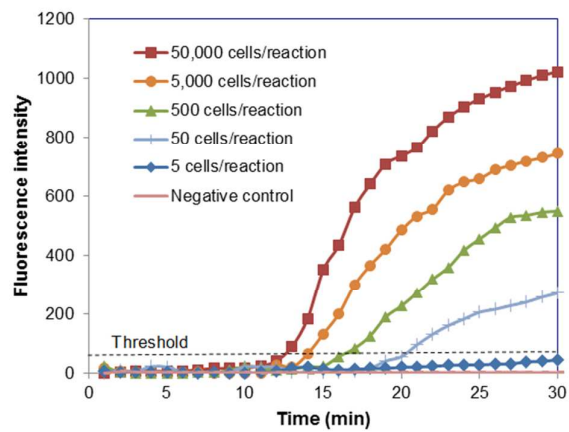 1200
1000
800
600
400
200
0
Fluorescence intensity
50,000 cells/reaction
5,000 cells/reaction
500 cells/reaction
50 cells/reaction
5 cells/reaction
Negative control
Threshold
0 5 10 15 20 25 30
Time (min)